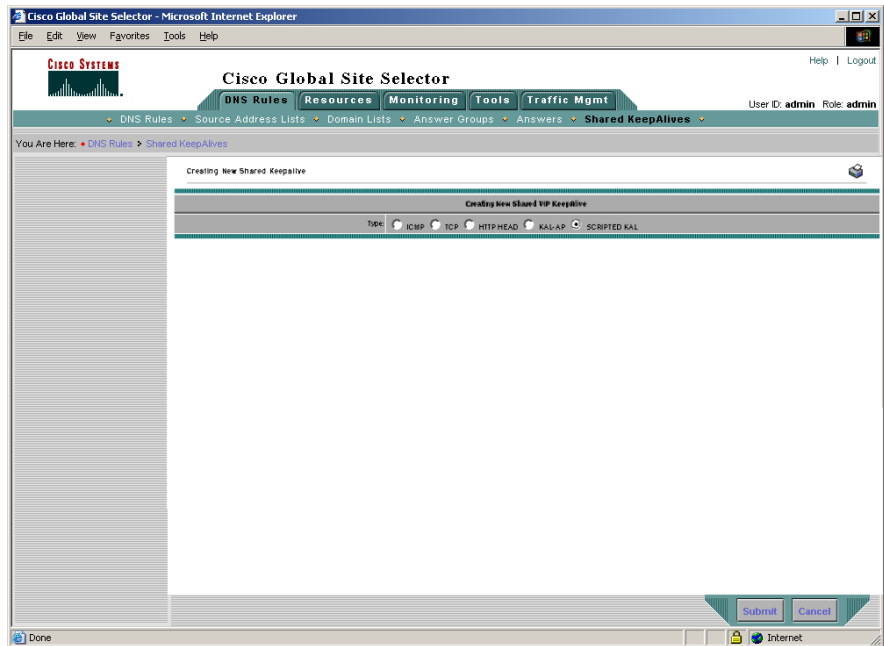 Cisco Global Site Selector - Microsoft Internet Explorer
File Edit View Favorites Tools Help
CISCO SYSTEMS
Help | Logout
Cisco Global Site Selector
DNS Rules Resources Monitoring Tools Traffic Mgmt
User ID: admin Role: admin
DNS Rules Source Address Lists Domain Lists Answer Groups Answers Shared KeepAlives
You Are Here: DNS Rules > Shared KeepAlives
Creating New Shared KeepAlive
Creating New Shared VIP KeepAlive
Type: ICMP TCP HTTP HEAD KAL-AP SCRIPTED KAL
Submit Cancel
Done Internet